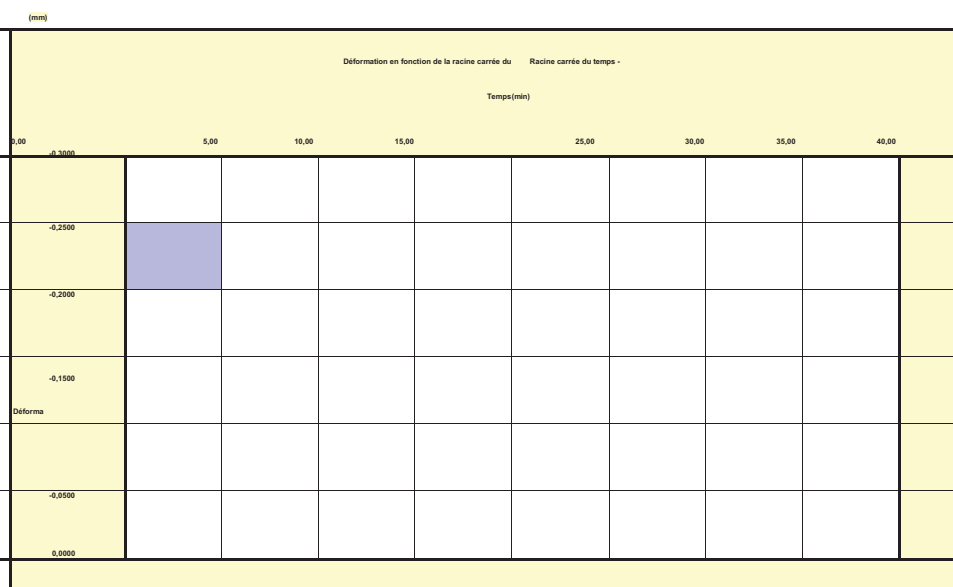 (mm)
Déformation en fonction de la racine carrée du Racine carrée du temps -
Temps(min)
0,00 5,00 10,00 15,00 25,00 30,00 35,00 40,00
-0,3000
-0,2500
-0,2000
-0,1500
Déforma
-0,0500
0,0000